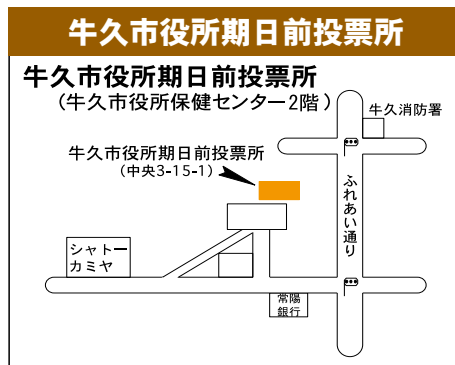 牛久市役所期日前投票所
牛久市役所期日前投票所
(牛久市役所保健センター2階)
牛久消防署
牛久市役所期日前投票所
(中央3-15-1)
ふれあい通り
シャトー
カミヤ
常陽
銀行